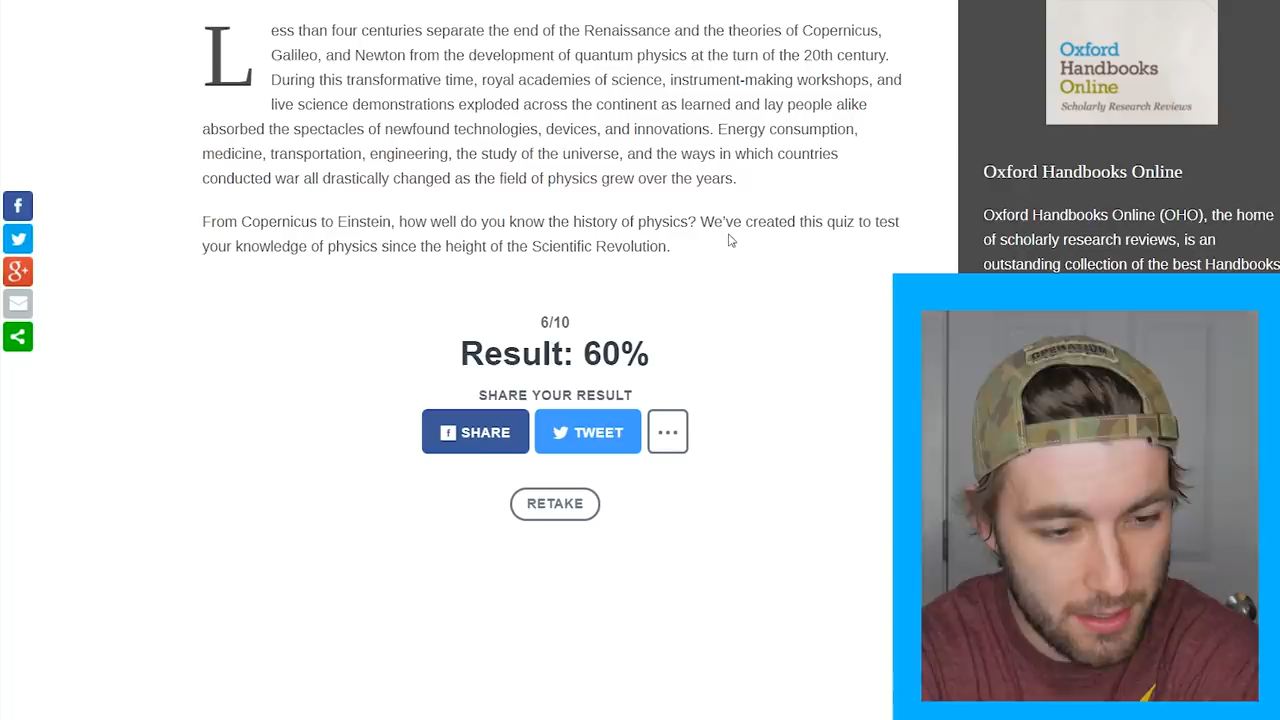 Less than four centuries separate the end of the Renaissance and the theories of Copernicus,
Galileo, and Newton from the development of quantum physics at the turn of the 20th century.
During this transformative time, royal academies of science, instrument-making workshops, and
live science demonstrations exploded across the continent as learned and lay people alike
absorbed the spectacles of newfound technologies, devices, and innovations. Energy consumption,
medicine, transportation, engineering, the study of the universe, and the ways in which countries
conducted war all drastically changed as the field of physics grew over the years.
From Copernicus to Einstein, how well do you know the history of physics? We've created this quiz to test
your knowledge of physics since the height of the Scientific Revolution.
6/10
Result: 60%
SHARE YOUR RESULT
f SHARE
TWEET
RETAKE
f
g+
Oxford
Handbooks
Online
Scholarly Research Reviews
Oxford Handbooks Online
Oxford Handbooks Online (OHO), the home
of scholarly research reviews, is an
outstanding collection of the best Handbooks
OPERATOR